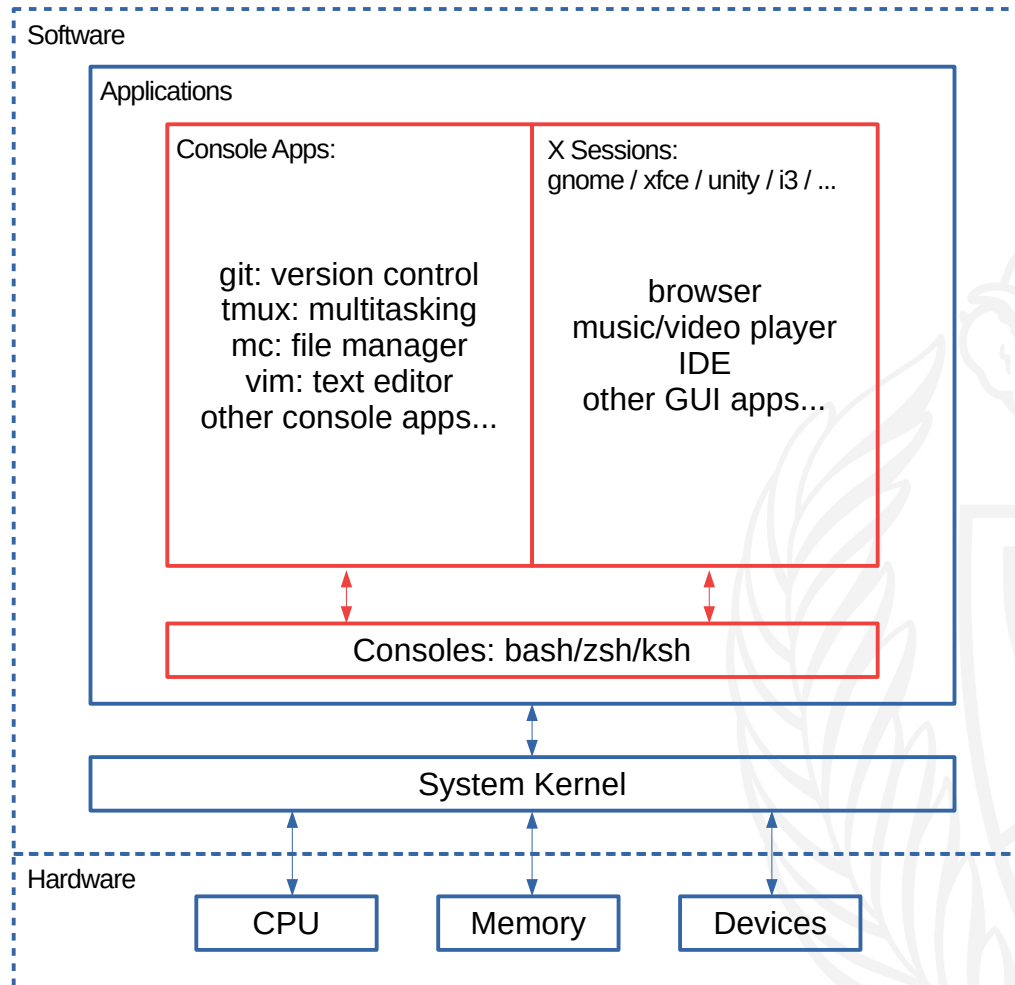 Software
Applications
Console Apps:
git: version control
tmux: multitasking
mc: file manager
vim: text editor
other console apps...
X Sessions:
gnome / xfce / unity / i3 / ...
browser
music/video player
IDE
other GUI apps...
Consoles: bash/zsh/ksh
System Kernel
Hardware
CPU
Memory
Devices